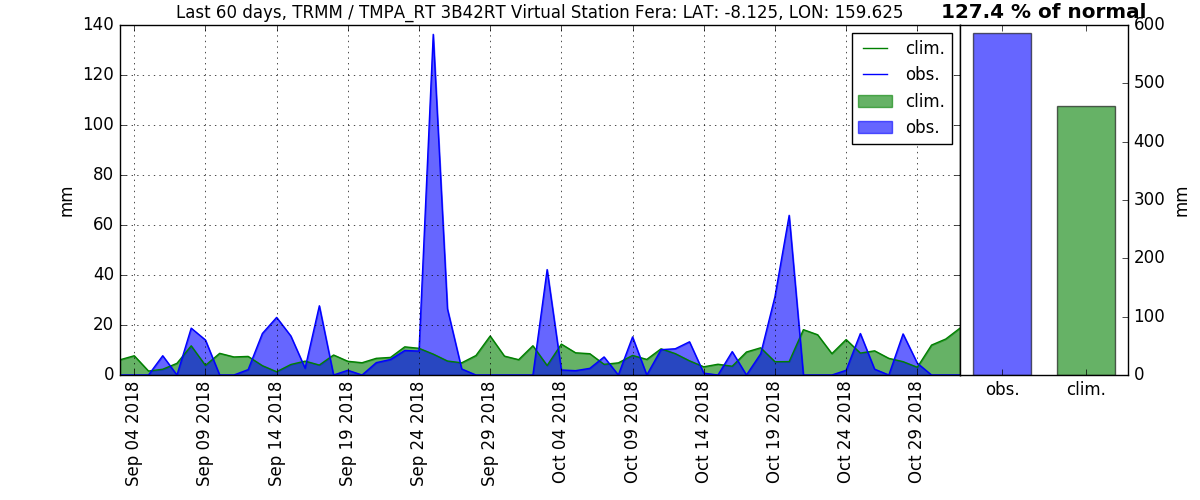 Last 60 days, TRMM / TMPA_RT 3B42RT Virtual Station Fera: LAT: -8.125, LON: 159.625
127.4 % of normal
140
120
100
80
60
40
20
0
mm
clim.
obs.
clim.
obs.
Sep 04 2018
Sep 09 2018
Sep 14 2018
Sep 19 2018
Sep 24 2018
Sep 29 2018
Oct 04 2018
Oct 09 2018
Oct 14 2018
Oct 19 2018
Oct 24 2018
Oct 29 2018
600
500
400
300
200
100
0
mm
obs.
clim.